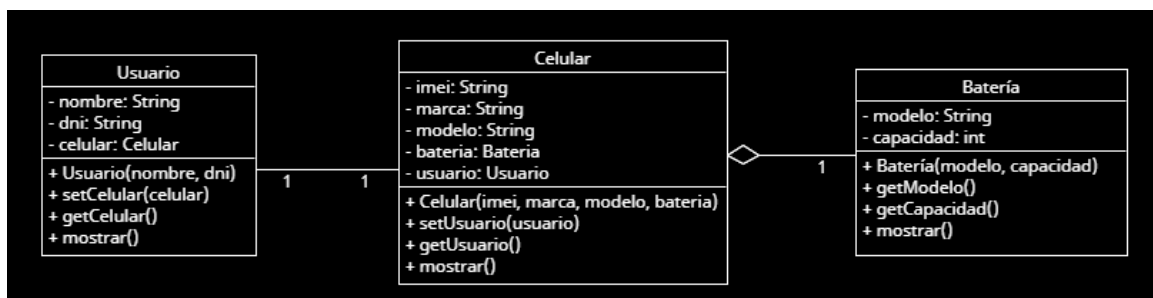 Usuario
- nombre: String
- dni: String
- celular: Celular
+ Usuario(nombre, dni)
+ setCelular(celular)
+ getCelular()
+ mostrar()
1
1
Celular
- imei: String
- marca: String
- modelo: String
- bateria: Bateria
- usuario: Usuario
+ Celular(imei, marca, modelo, bateria)
+ setUsuario(usuario)
+ getUsuario()
+ mostrar()
1
Batería
- modelo: String
- capacidad: int
+ Batería(modelo, capacidad)
+ getModelo()
+ getCapacidad()
+ mostrar()